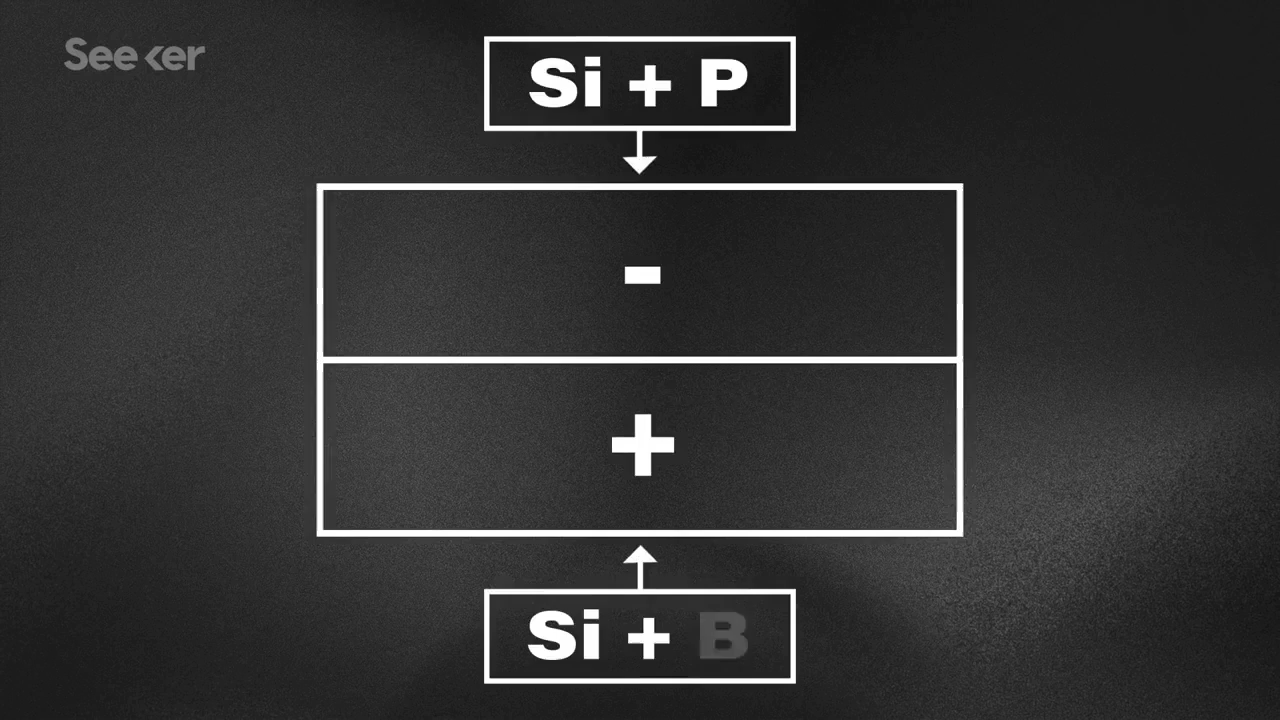 Seeker
Si + P
-
+
Si + B